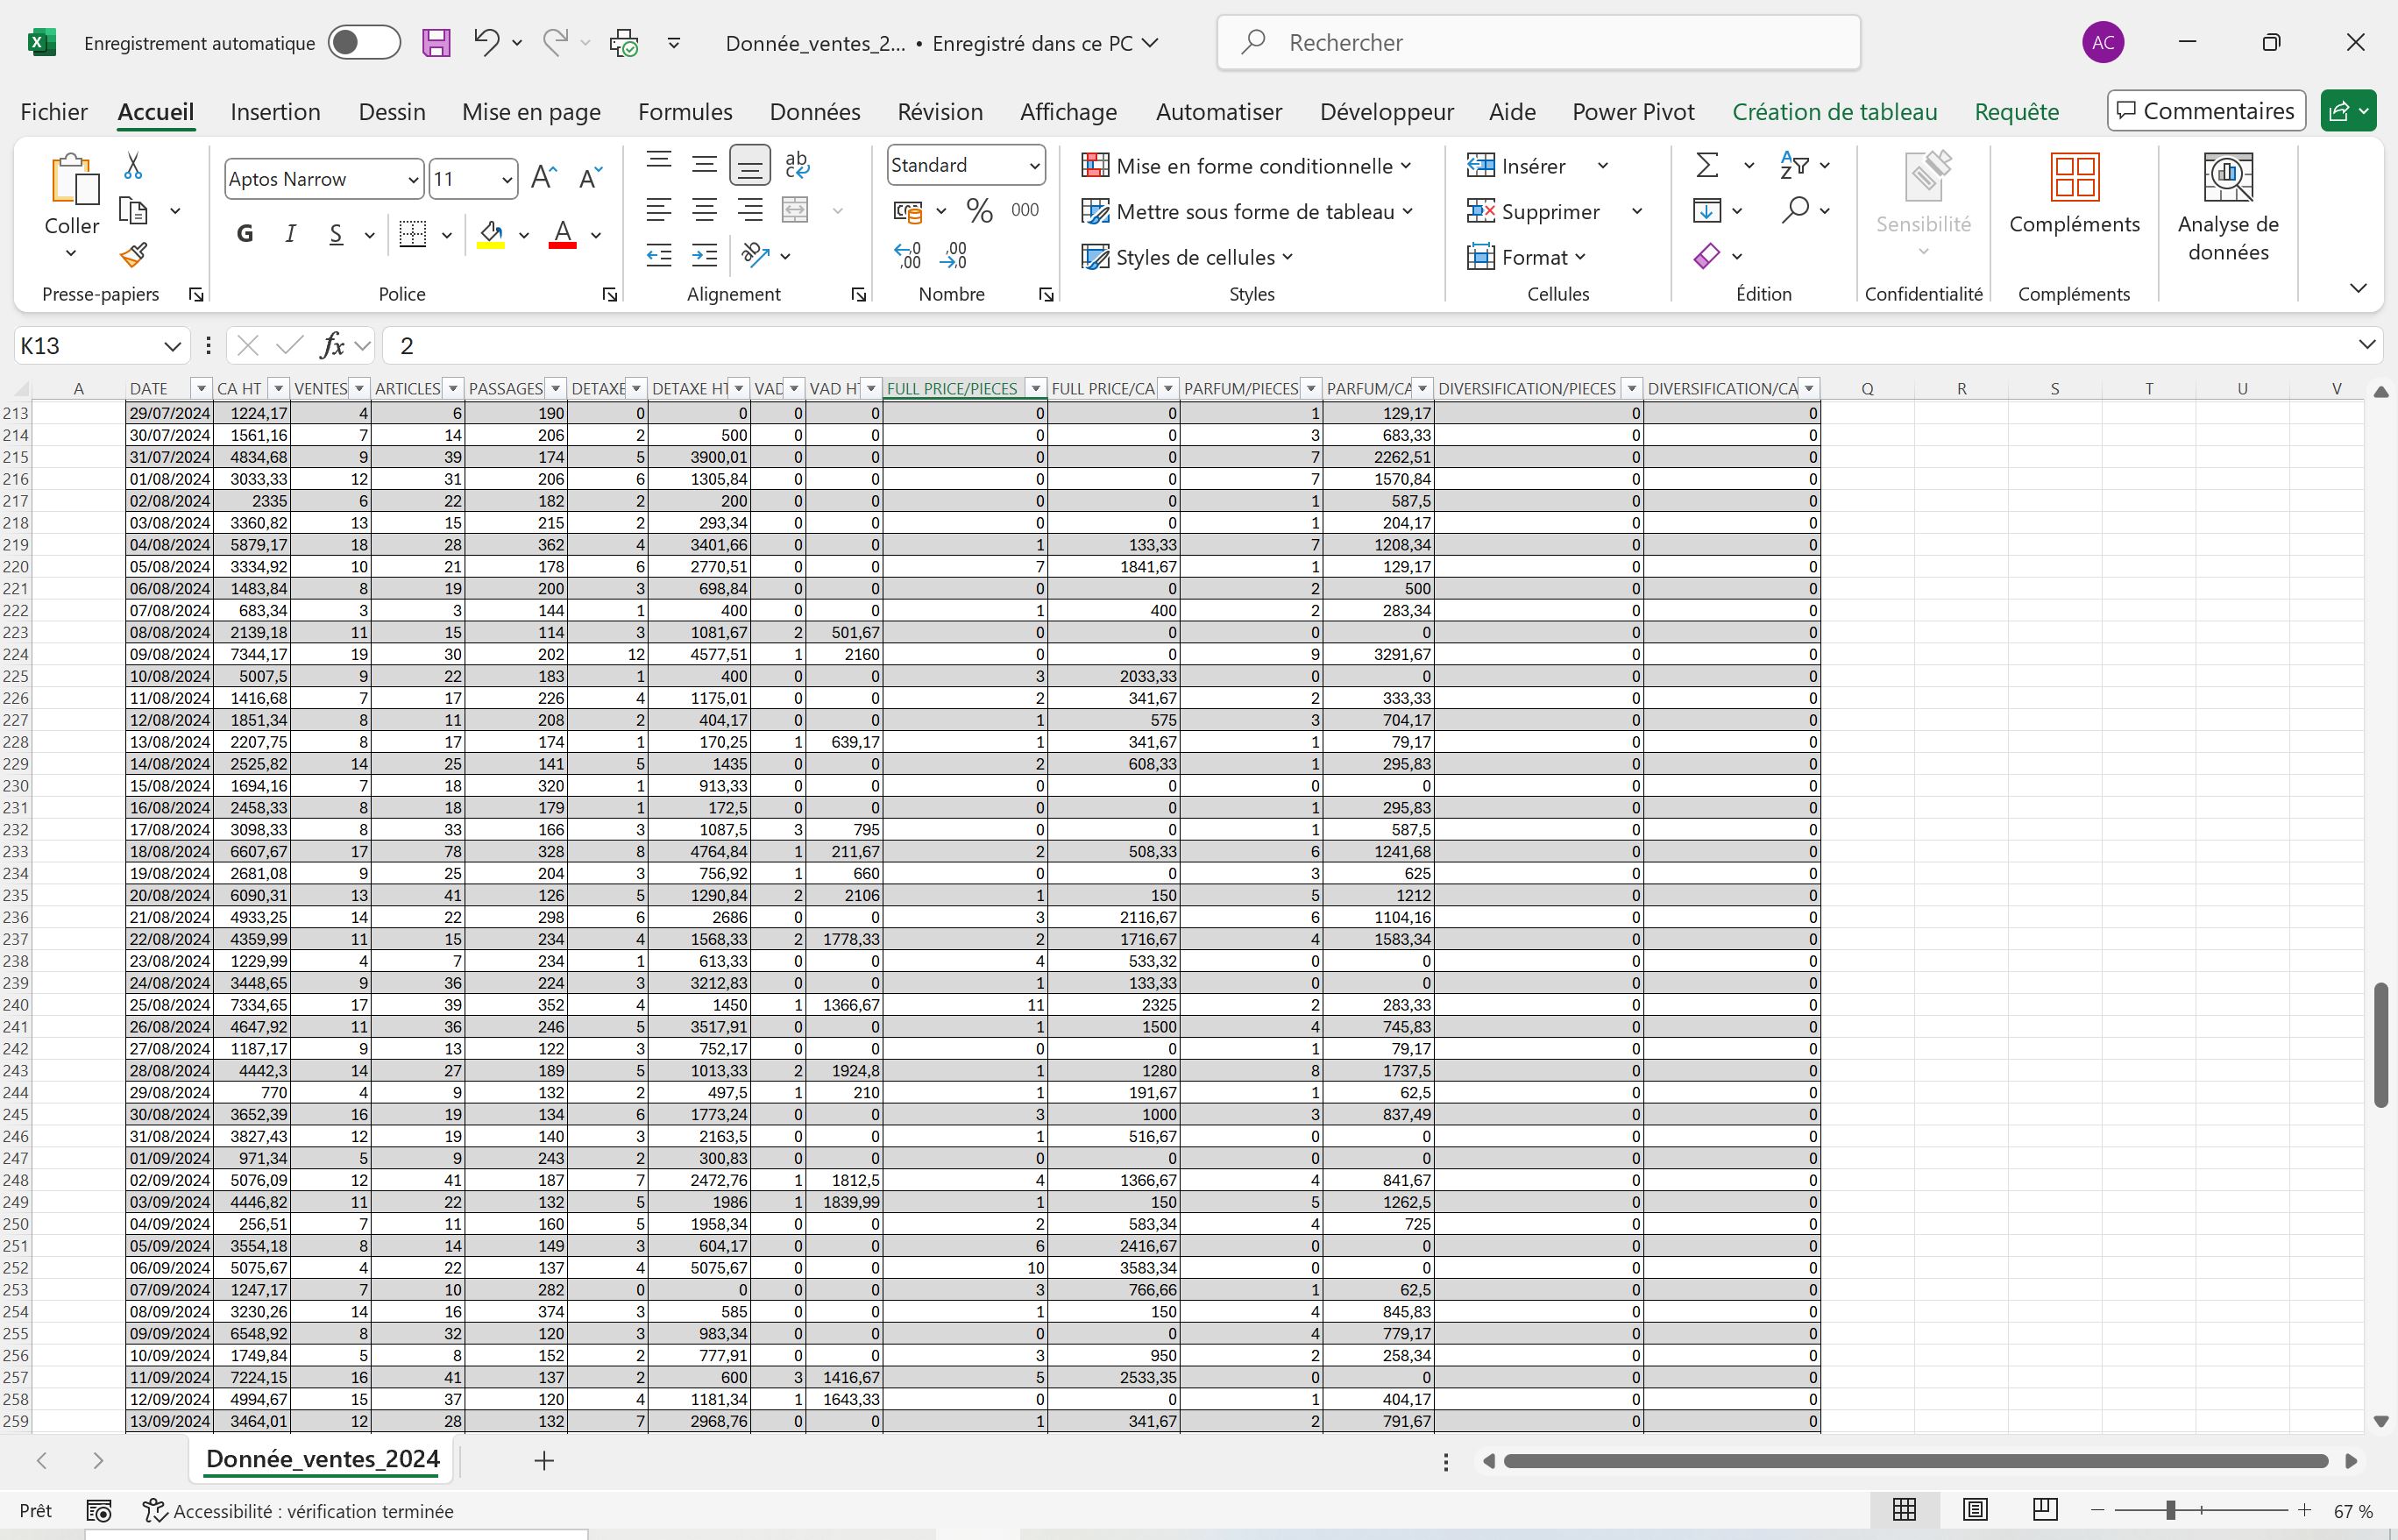 Enregistrement automatique Donnée_ventes_2... • Enregistré dans ce PC Rechercher AC
Fichier Accueil Insertion Dessin Mise en page Formules Données Révision Affichage Automatiser Développeur Aide Power Pivot Création de tableau Requête Commentaires
Coller
Presse-papiers
Aptos Narrow 11
G I S
Police
Alignement
Standard
% 000
Nombre
Mise en forme conditionnelle
Mettre sous forme de tableau
Styles de cellules
Styles
Insérer
Supprimer
Format
Cellules
Édition
Sensibilité
Confidentialité
Compléments
Compléments
Analyse de
données
K13 fx 2
A DATE CA HT VENTES ARTICLES PASSAGES DETAXE DETAXE HT VAD VAD HT FULL PRICE/PIECES FULL PRICE/CA PARFUM/PIECES PARFUM/CA DIVERSIFICATION/PIECES DIVERSIFICATION/CA Q R S T U V
213 29/07/2024 1224,17 4 6 190 0 0 0 0 0 0 1 129,17 0 0
214 30/07/2024 1561,16 7 14 206 2 500 0 0 0 0 3 683,33 0 0
215 31/07/2024 4834,68 9 39 174 5 3900,01 0 0 0 0 7 2262,51 0 0
216 01/08/2024 3033,33 12 31 206 6 1305,84 0 0 0 0 7 1570,84 0 0
217 02/08/2024 2335 6 22 182 2 200 0 0 0 0 1 587,5 0 0
218 03/08/2024 3360,82 13 15 215 2 293,34 0 0 0 0 1 204,17 0 0
219 04/08/2024 5879,17 18 28 362 4 3401,66 0 0 1 133,33 7 1208,34 0 0
220 05/08/2024 3334,92 10 21 178 6 2770,51 0 0 7 1841,67 1 129,17 0 0
221 06/08/2024 1483,84 8 19 200 3 698,84 0 0 0 0 2 500 0 0
222 07/08/2024 683,34 3 3 144 1 400 0 0 1 400 2 283,34 0 0
223 08/08/2024 2139,18 11 15 114 3 1081,67 2 501,67 0 0 0 0 0 0
224 09/08/2024 7344,17 19 30 202 12 4577,51 1 2160 0 0 9 3291,67 0 0
225 10/08/2024 5007,5 9 22 183 1 400 0 0 3 2033,33 0 0 0 0
226 11/08/2024 1416,68 7 17 226 4 1175,01 0 0 2 341,67 2 333,33 0 0
227 12/08/2024 1851,34 8 11 208 2 404,17 0 0 1 575 3 704,17 0 0
228 13/08/2024 2207,75 8 17 174 1 170,25 1 639,17 1 341,67 1 79,17 0 0
229 14/08/2024 2525,82 14 25 141 5 1435 0 0 2 608,33 1 295,83 0 0
230 15/08/2024 1694,16 7 18 320 1 913,33 0 0 0 0 0 0 0 0
231 16/08/2024 2458,33 8 18 179 1 172,5 0 0 0 0 1 295,83 0 0
232 17/08/2024 3098,33 8 33 166 3 1087,5 3 795 0 0 1 587,5 0 0
233 18/08/2024 6607,67 17 78 328 8 4764,84 1 211,67 2 508,33 6 1241,68 0 0
234 19/08/2024 2681,08 9 25 204 3 756,92 1 660 0 0 3 625 0 0
235 20/08/2024 6090,31 13 41 126 5 1290,84 2 2106 1 150 5 1212 0 0
236 21/08/2024 4933,25 14 22 298 6 2686 0 0 3 2116,67 6 1104,16 0 0
237 22/08/2024 4359,99 11 15 234 4 1568,33 2 1778,33 2 1716,67 4 1583,34 0 0
238 23/08/2024 1229,99 4 7 234 1 613,33 0 0 4 533,32 0 0 0 0
239 24/08/2024 3448,65 9 36 224 3 3212,83 0 0 1 133,33 0 0 0 0
240 25/08/2024 7334,65 17 39 352 4 1450 1 1366,67 11 2325 2 283,33 0 0
241 26/08/2024 4647,92 11 36 246 5 3517,91 0 0 1 1500 4 745,83 0 0
242 27/08/2024 1187,17 9 13 122 3 752,17 0 0 0 0 1 79,17 0 0
243 28/08/2024 4442,3 14 27 189 5 1013,33 2 1924,8 1 1280 8 1737,5 0 0
244 29/08/2024 770 4 9 132 2 497,5 1 210 1 191,67 1 62,5 0 0
245 30/08/2024 3652,39 16 19 134 6 1773,24 0 0 3 1000 3 837,49 0 0
246 31/08/2024 3827,43 12 19 140 3 2163,5 0 0 1 516,67 0 0 0 0
247 01/09/2024 971,34 5 9 243 2 300,83 0 0 0 0 0 0 0 0
248 02/09/2024 5076,09 12 41 187 7 2472,76 1 1812,5 4 1366,67 4 841,67 0 0
249 03/09/2024 4446,82 11 22 132 5 1986 1 1839,99 1 150 5 1262,5 0 0
250 04/09/2024 256,51 7 11 160 5 1958,34 0 0 2 583,34 4 725 0 0
251 05/09/2024 3554,18 8 14 149 3 604,17 0 0 6 2416,67 0 0 0 0
252 06/09/2024 5075,67 4 22 137 4 5075,67 0 0 10 3583,34 0 0 0 0
253 07/09/2024 1247,17 7 10 282 0 0 0 0 3 766,66 1 62,5 0 0
254 08/09/2024 3230,26 14 16 374 3 585 0 0 1 150 4 845,83 0 0
255 09/09/2024 6548,92 8 32 120 3 983,34 0 0 0 0 4 779,17 0 0
256 10/09/2024 1749,84 5 8 152 2 777,91 0 0 3 950 2 258,34 0 0
257 11/09/2024 7224,15 16 41 137 2 600 3 1416,67 5 2533,35 0 0 0 0
258 12/09/2024 4994,67 15 37 120 4 1181,34 1 1643,33 0 0 1 404,17 0 0
259 13/09/2024 3464,01 12 28 132 7 2968,76 0 0 1 341,67 2 791,67 0 0
Donnée_ventes_2024
Prêt Accessibilité : vérification terminée 67 %